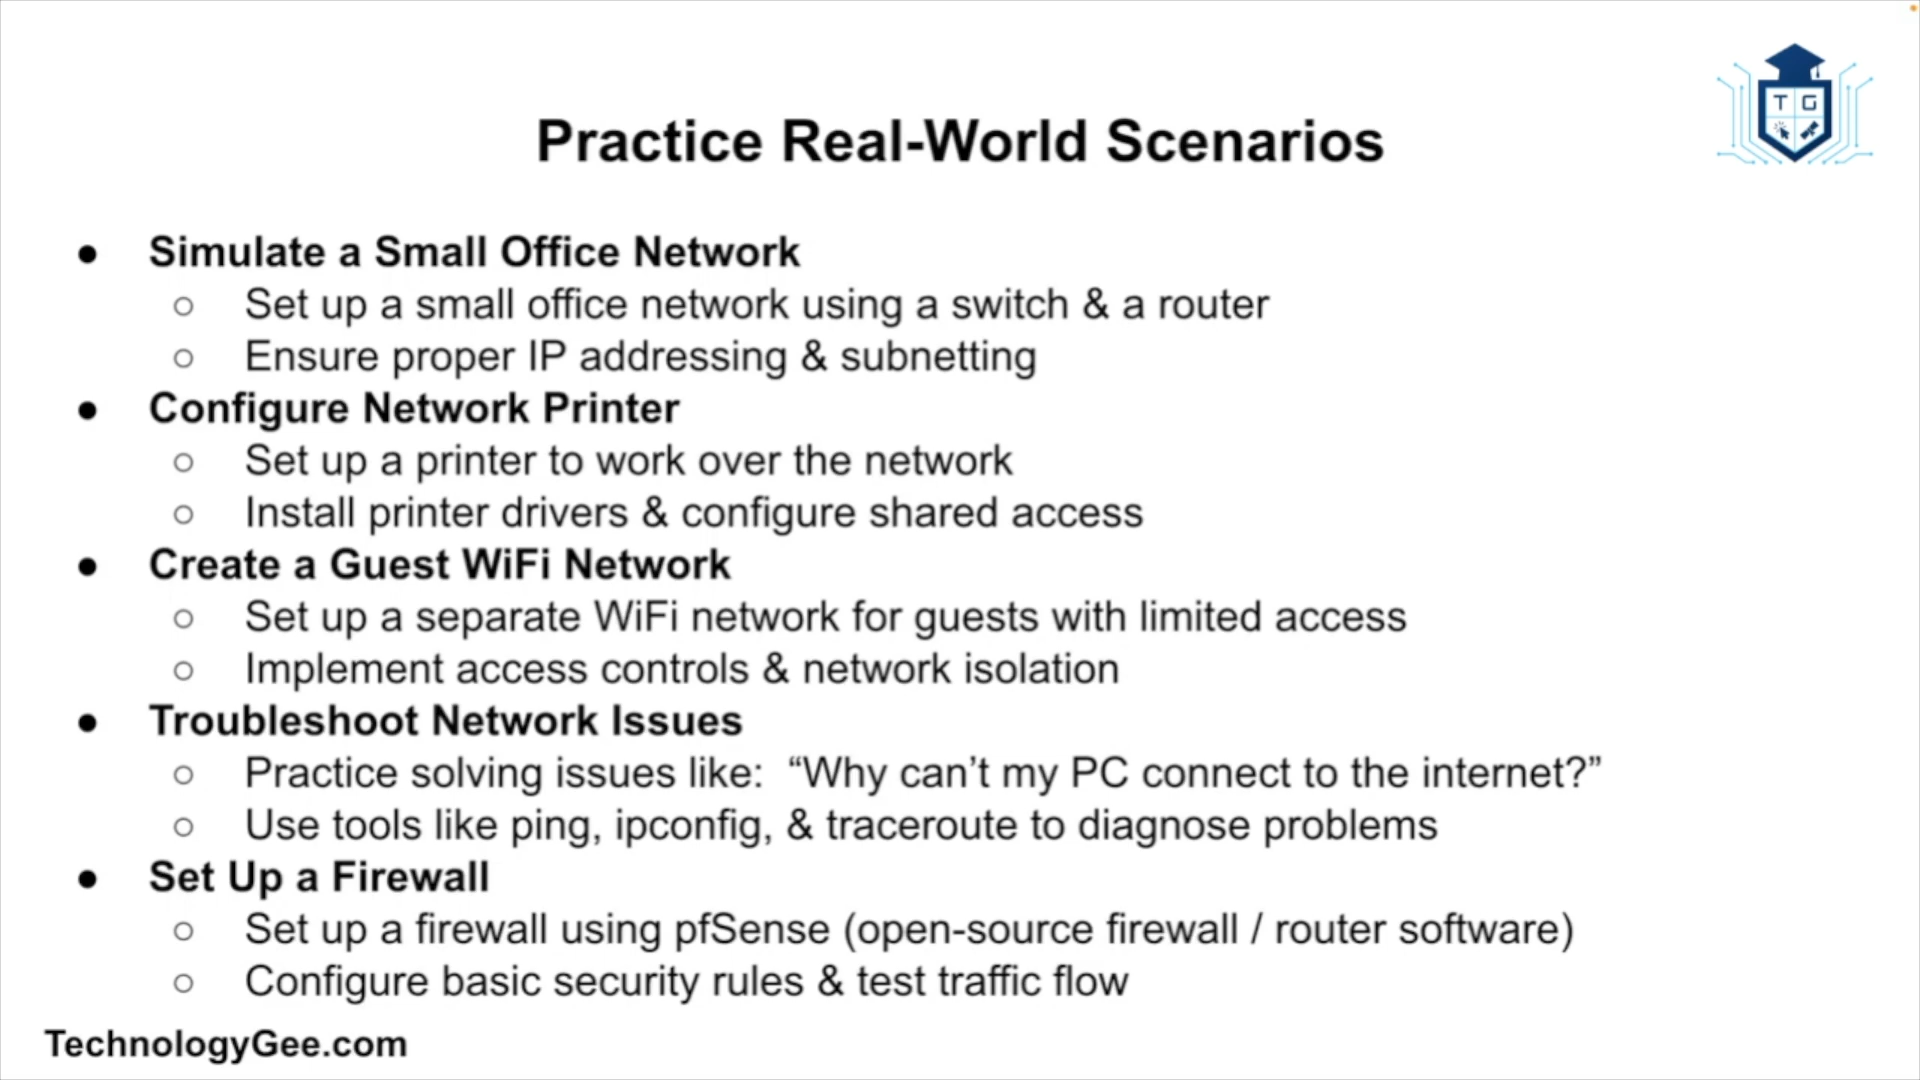 T G
Practice Real-World Scenarios
● Simulate a Small Office Network
○ Set up a small office network using a switch & a router
○ Ensure proper IP addressing & subnetting
● Configure Network Printer
○ Set up a printer to work over the network
○ Install printer drivers & configure shared access
● Create a Guest WiFi Network
○ Set up a separate WiFi network for guests with limited access
○ Implement access controls & network isolation
● Troubleshoot Network Issues
○ Practice solving issues like:  “Why can’t my PC connect to the internet?”
○ Use tools like ping, ipconfig, & traceroute to diagnose problems
● Set Up a Firewall
○ Set up a firewall using pfSense (open-source firewall / router software)
○ Configure basic security rules & test traffic flow
TechnologyGee.com